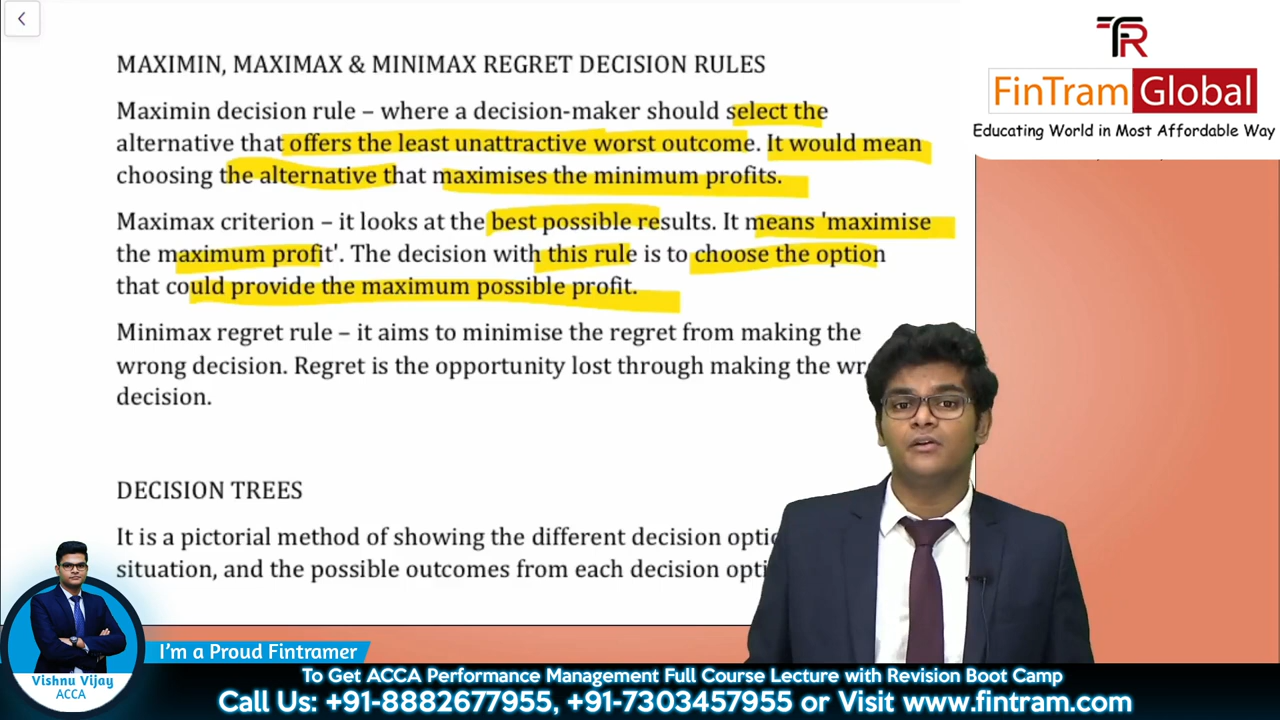 MAXIMIN, MAXIMAX & MINIMAX REGRET DECISION RULES
Maximin decision rule – where a decision-maker should select the
alternative that offers the least unattractive worst outcome. It would mean
choosing the alternative that maximises the minimum profits.
Maximax criterion – it looks at the best possible results. It means 'maximise
the maximum profit'. The decision with this rule is to choose the option
that could provide the maximum possible profit.
Minimax regret rule – it aims to minimise the regret from making the
wrong decision. Regret is the opportunity lost through making the
decision.
DECISION TREES
It is a pictorial method of showing the different decision
situation, and the possible outcomes from each decision
TR
FinTram Global
Educating World in Most Affordable Way
I'm a Proud Fintramer
Vishnu Vijay
ACCA
To Get ACCA Performance Management Full Course Lecture with Revision Boot Camp
Call Us: +91-8882677955, +91-7303457955 or Visit www.fintram.com